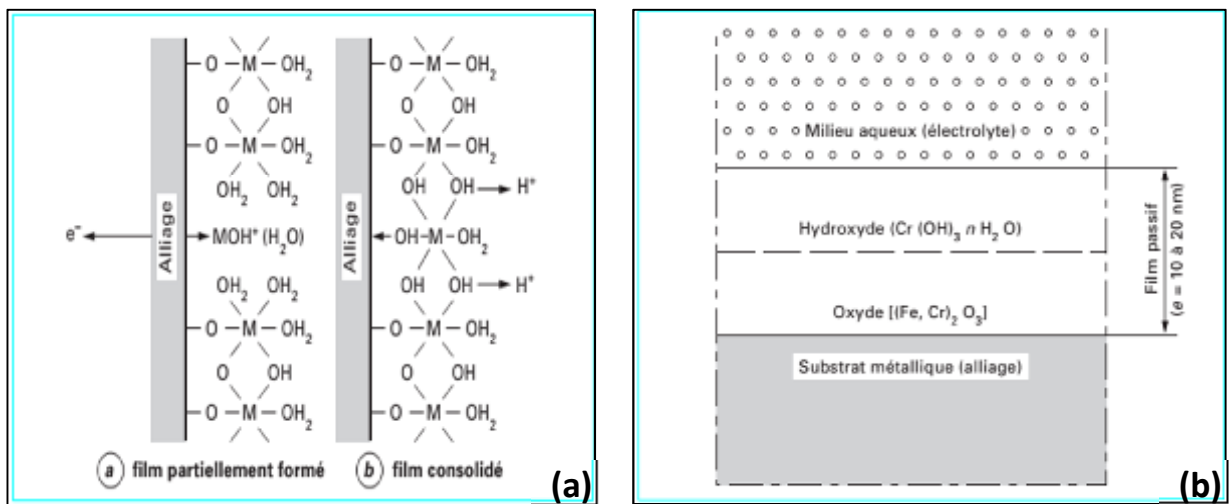 O—M—OH₂ O—M—OH₂
O OH O OH
O—M—OH₂ O—M—OH₂
OH₂ OH₂ OH OH → H⁺
e⁻ Alliage MOH⁺ (H₂O) Alliage OH—M—OH₂
OH₂ OH₂ OH OH → H⁺
O—M—OH₂ O—M—OH₂
O OH O OH
O—M—OH₂ O—M—OH₂
a film partiellement formé b film consolidé
(a)
Milieu aqueux (électrolyte)
Hydroxyde (Cr (OH)₃ n H₂ O)
Oxyde [(Fe, Cr)₂ O₃]
Film passif
(e = 10 à 20 nm)
Substrat métallique (alliage)
(b)